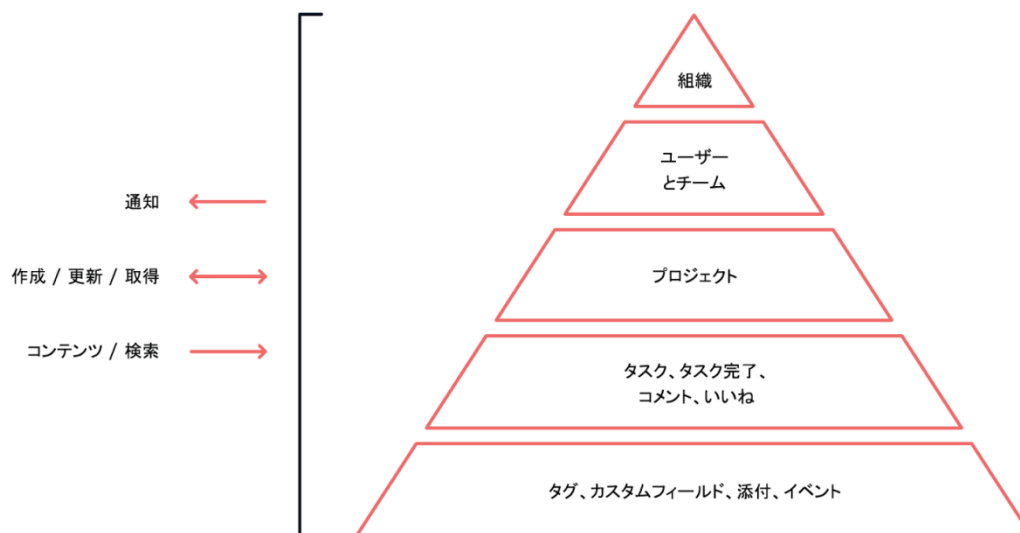 組織
ユーザー
とチーム
通知
作成 / 更新 / 取得
プロジェクト
コンテンツ / 検索
タスク、タスク完了、
コメント、いいね
タグ、カスタムフィールド、添付、イベント